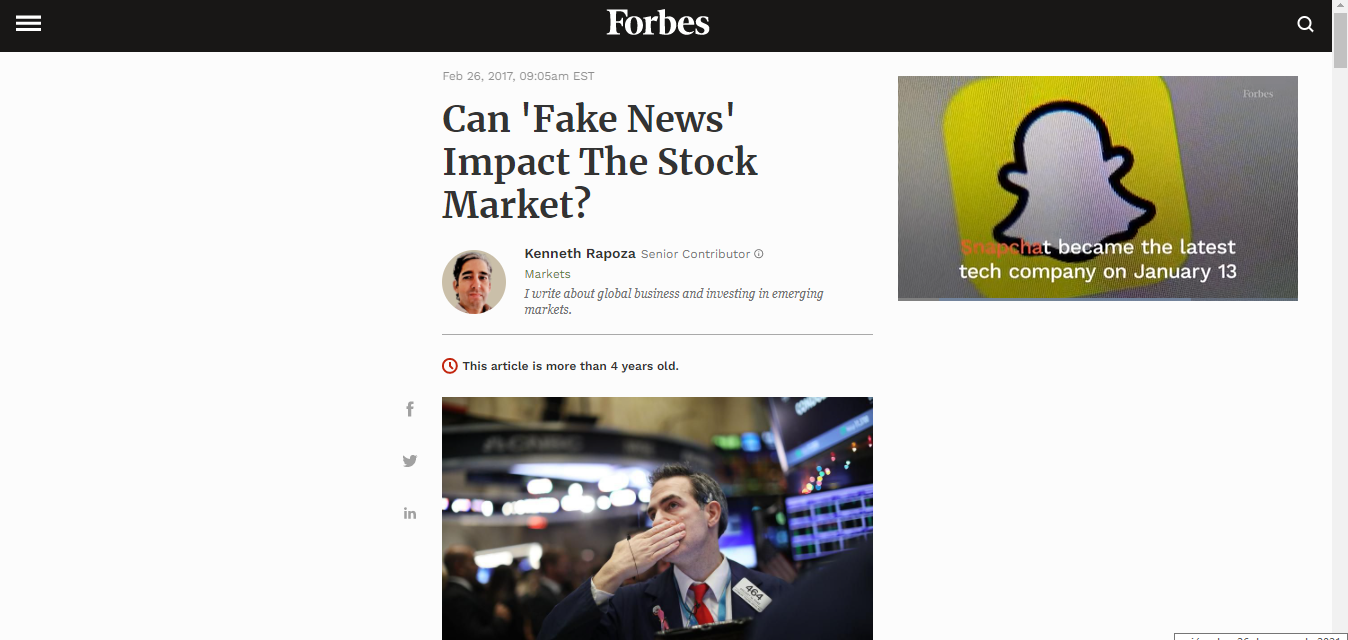 Forbes
Feb 26, 2017, 09:05am EST
Can 'Fake News'
Impact The Stock
Market?
Kenneth Rapoza Senior Contributor
Markets
I write about global business and investing in emerging
markets.
This article is more than 4 years old.
Forbes
Snapchat became the latest
tech company on January 13
f
in
CNBC
464